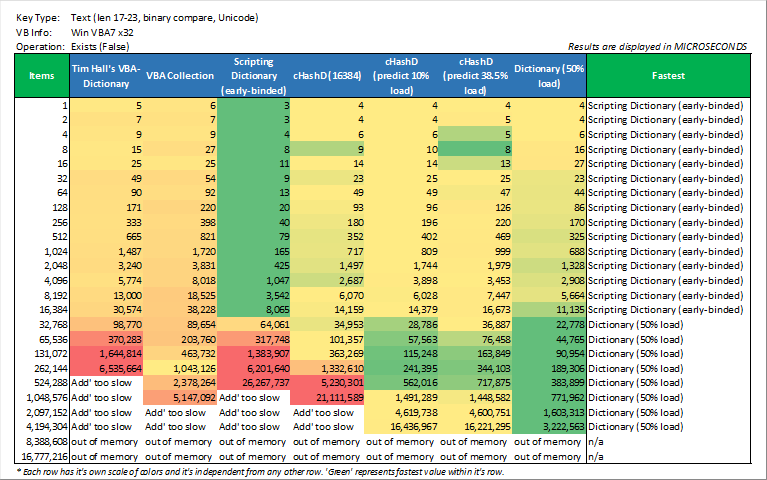 Key Type: Text (len 17-23, binary compare, Unicode)
VB Info: Win VBA7 x32
Operation: Exists (False)
Results are displayed in MICROSECONDS
Items Tim Hall's VBA-Dictionary VBA Collection Scripting Dictionary (early-binded) cHashD (16384) cHashD (predict 10% load) cHashD (predict 38.5% load) Dictionary (50% load) Fastest
1 5 6 3 4 4 4 4 Scripting Dictionary (early-binded)
2 7 7 3 4 4 5 4 Scripting Dictionary (early-binded)
4 9 9 4 6 6 5 6 Scripting Dictionary (early-binded)
8 15 27 8 9 10 8 16 Scripting Dictionary (early-binded)
16 25 25 11 14 14 13 27 Scripting Dictionary (early-binded)
32 49 54 9 23 25 25 23 Scripting Dictionary (early-binded)
64 90 92 13 49 49 47 44 Scripting Dictionary (early-binded)
128 171 220 20 93 96 126 86 Scripting Dictionary (early-binded)
256 333 398 40 180 196 220 170 Scripting Dictionary (early-binded)
512 665 821 79 352 402 469 325 Scripting Dictionary (early-binded)
1,024 1,487 1,720 165 717 809 999 688 Scripting Dictionary (early-binded)
2,048 3,240 3,831 425 1,497 1,744 1,979 1,328 Scripting Dictionary (early-binded)
4,096 5,774 8,018 1,047 2,687 3,898 3,453 2,908 Scripting Dictionary (early-binded)
8,192 13,000 18,525 3,542 6,070 6,028 7,447 5,664 Scripting Dictionary (early-binded)
16,384 30,574 38,228 8,065 14,159 14,379 16,673 11,135 Scripting Dictionary (early-binded)
32,768 98,770 89,654 64,061 34,953 28,786 36,887 22,778 Dictionary (50% load)
65,536 370,283 203,760 317,748 101,357 57,563 76,458 44,765 Dictionary (50% load)
131,072 1,644,814 463,732 1,383,907 363,269 115,248 163,849 90,954 Dictionary (50% load)
262,144 6,535,664 1,043,126 6,201,640 1,332,610 241,395 344,103 189,306 Dictionary (50% load)
524,288 Add' too slow 2,378,264 26,267,737 5,230,301 562,016 717,875 383,899 Dictionary (50% load)
1,048,576 Add' too slow 5,147,092 Add' too slow 21,111,589 1,491,289 1,448,582 771,962 Dictionary (50% load)
2,097,152 Add' too slow Add' too slow Add' too slow Add' too slow 4,619,738 4,600,751 1,603,313 Dictionary (50% load)
4,194,304 Add' too slow Add' too slow Add' too slow Add' too slow 16,436,967 16,221,295 3,222,563 Dictionary (50% load)
8,388,608 out of memory out of memory out of memory out of memory out of memory out of memory out of memory n/a
16,777,216 out of memory out of memory out of memory out of memory out of memory out of memory out of memory n/a
* Each row has it's own scale of colors and it's independent from any other row. 'Green' represents fastest value within it's row.